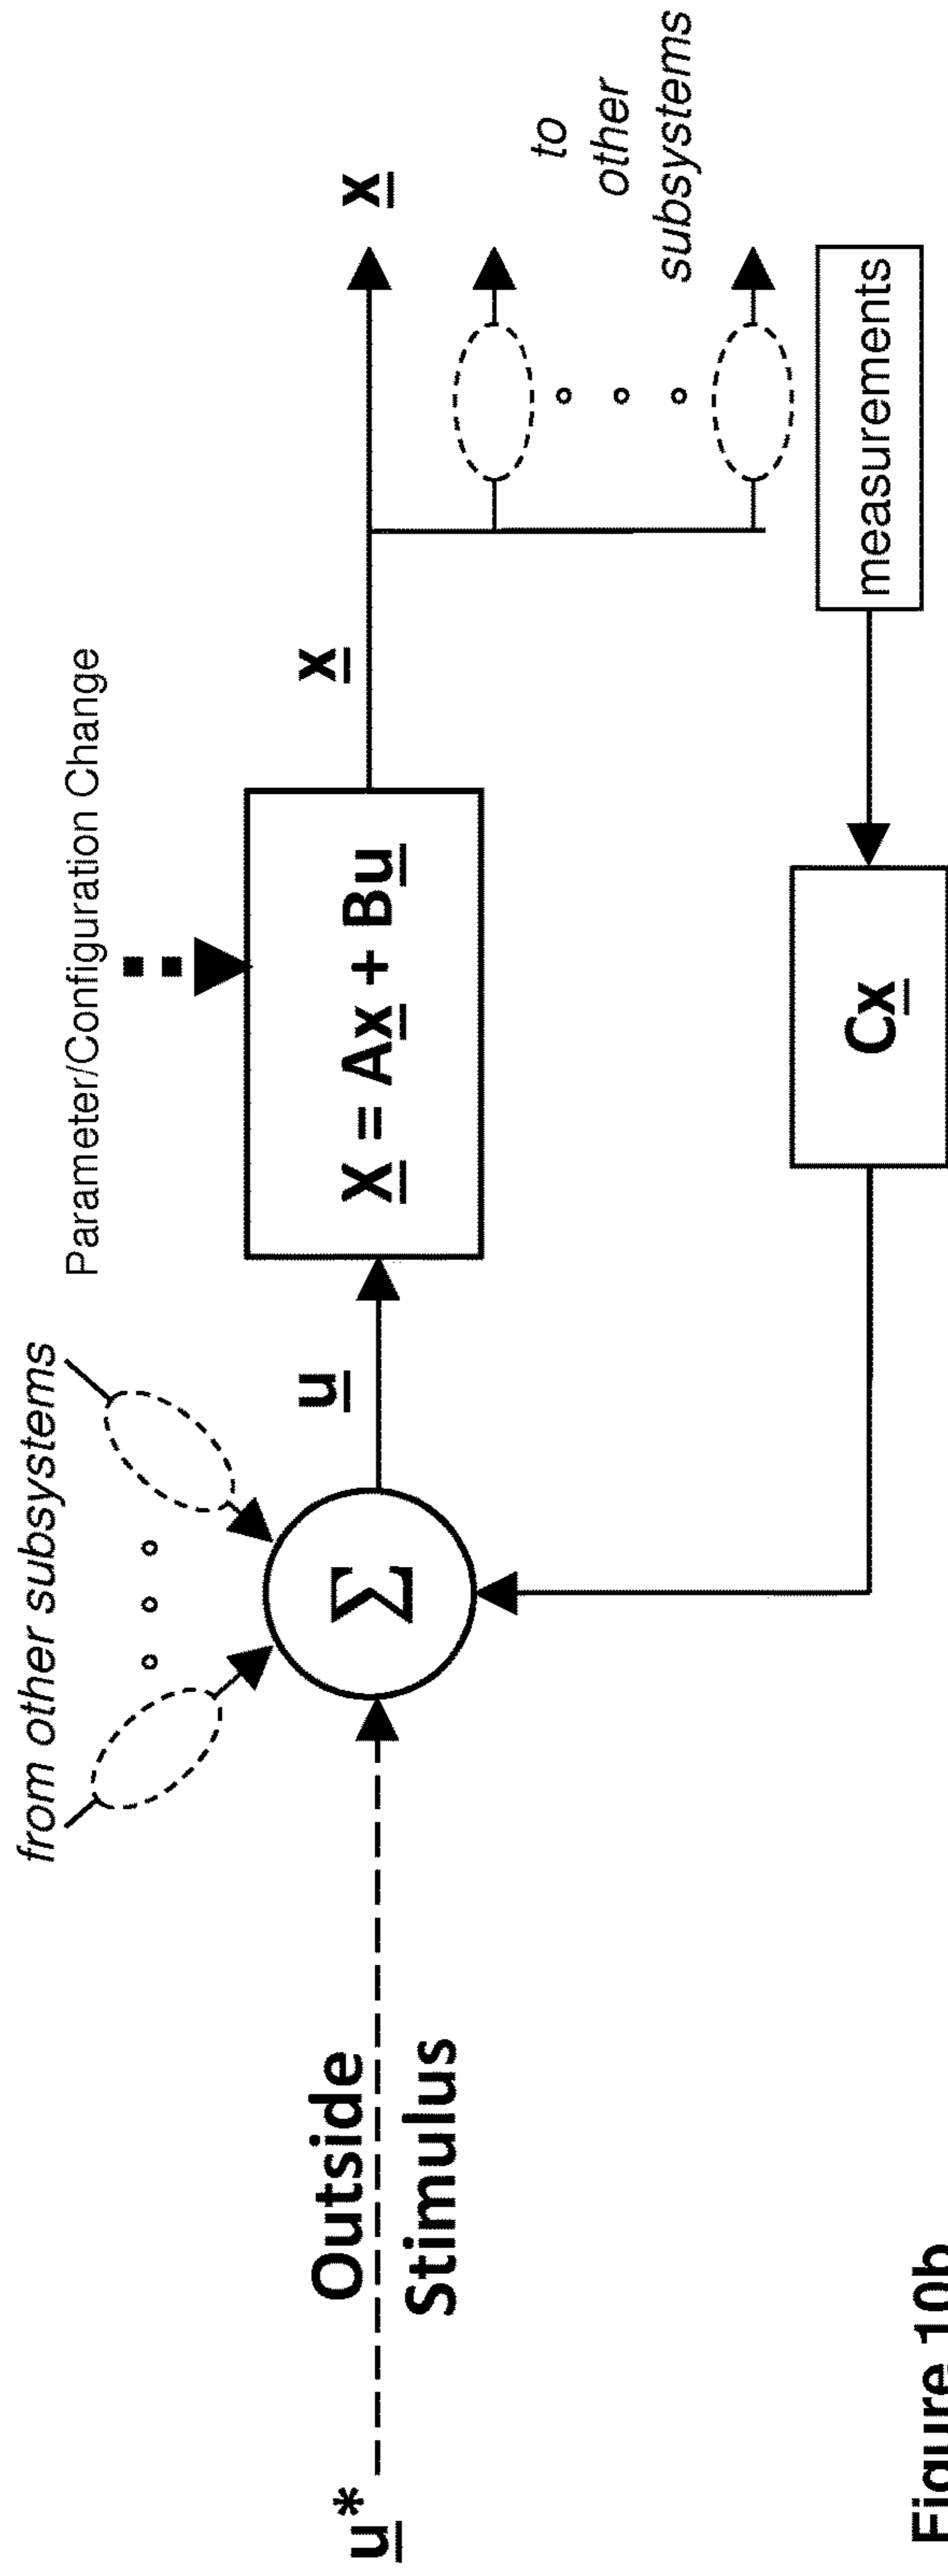 from other subsystems
Parameter/Configuration Change
u*
Outside
Stimulus
Σ
u
X = Ax + Bu
x
x
to
other
subsystems
measurements
Cx
Figure 10b